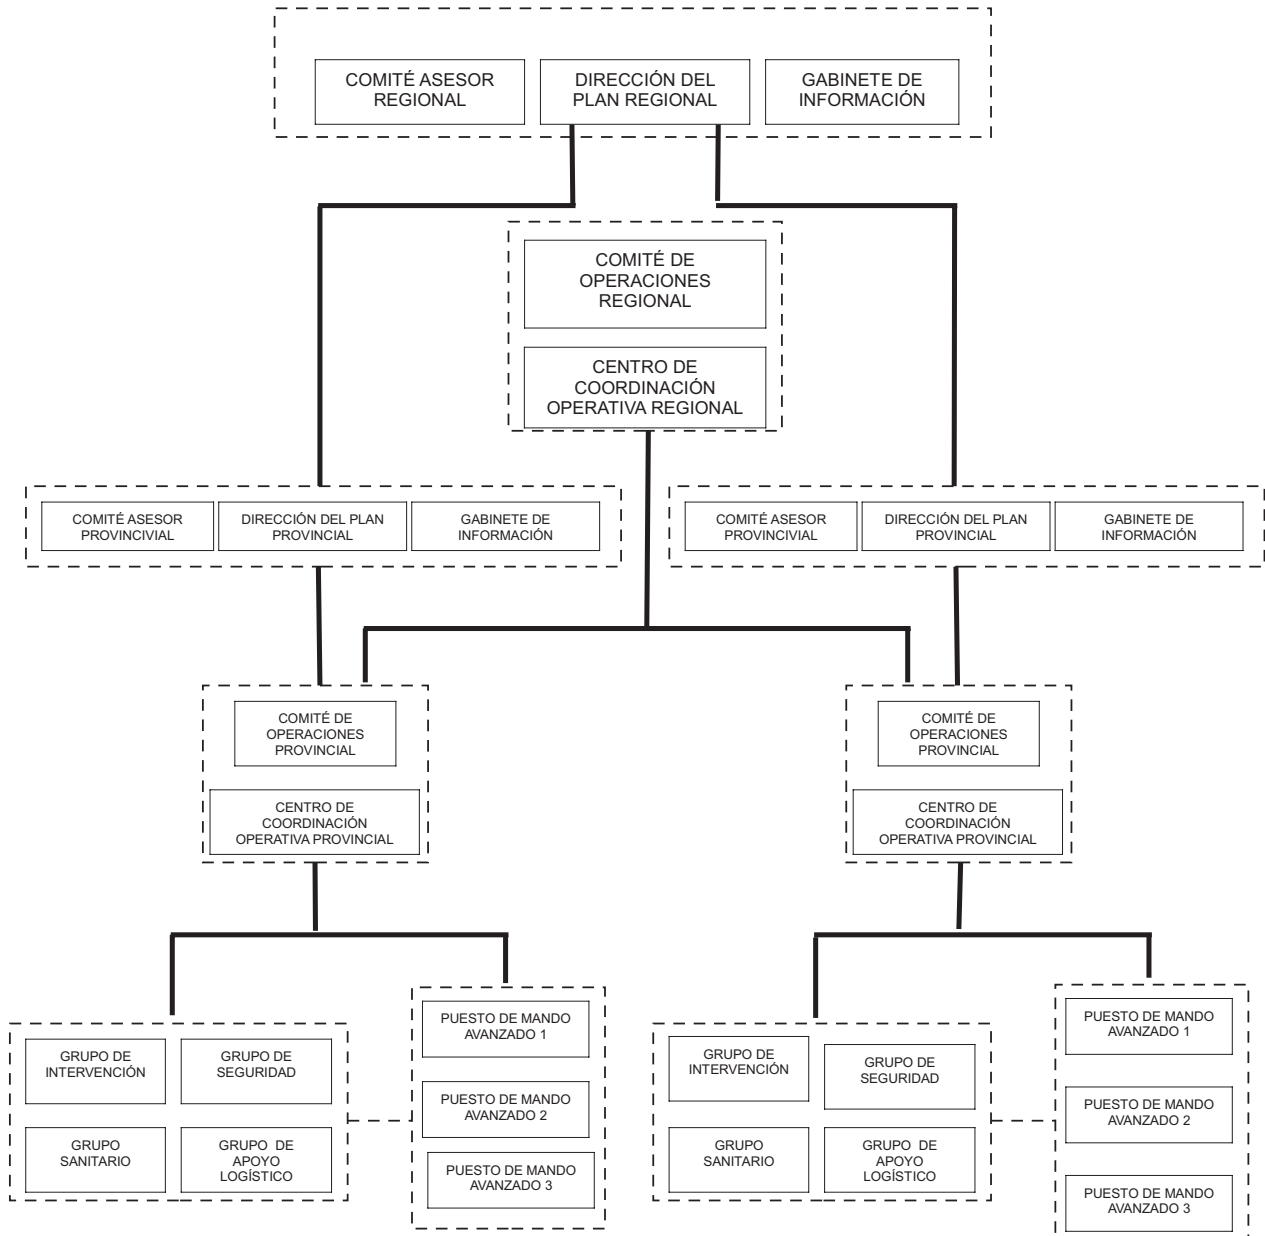 COMITÉ ASESOR
REGIONAL
DIRECCIÓN DEL
PLAN REGIONAL
GABINETE DE
INFORMACIÓN
COMITÉ DE
OPERACIONES
REGIONAL
CENTRO DE
COORDINACIÓN
OPERATIVA REGIONAL
COMITÉ ASESOR
PROVINCIVIAL
DIRECCIÓN DEL PLAN
PROVINCIAL
GABINETE DE
INFORMACIÓN
COMITÉ ASESOR
PROVINCIVIAL
DIRECCIÓN DEL PLAN
PROVINCIAL
GABINETE DE
INFORMACIÓN
COMITÉ DE
OPERACIONES
PROVINCIAL
CENTRO DE
COORDINACIÓN
OPERATIVA PROVINCIAL
COMITÉ DE
OPERACIONES
PROVINCIAL
CENTRO DE
COORDINACIÓN
OPERATIVA PROVINCIAL
GRUPO DE
INTERVENCIÓN
GRUPO DE
SEGURIDAD
GRUPO
SANITARIO
GRUPO DE
APOYO
LOGÍSTICO
PUESTO DE MANDO
AVANZADO 1
PUESTO DE MANDO
AVANZADO 2
PUESTO DE MANDO
AVANZADO 3
GRUPO DE
INTERVENCIÓN
GRUPO DE
SEGURIDAD
GRUPO
SANITARIO
GRUPO DE
APOYO
LOGÍSTICO
PUESTO DE MANDO
AVANZADO 1
PUESTO DE MANDO
AVANZADO 2
PUESTO DE MANDO
AVANZADO 3